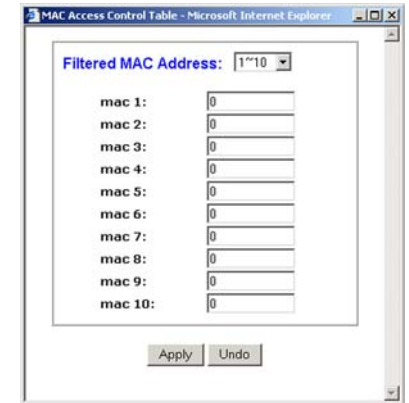 MAC Access Control Table - Microsoft Internet Explorer
Filtered MAC Address: 1~10
mac 1: 0
mac 2: 0
mac 3: 0
mac 4: 0
mac 5: 0
mac 6: 0
mac 7: 0
mac 8: 0
mac 9: 0
mac 10: 0
Apply Undo